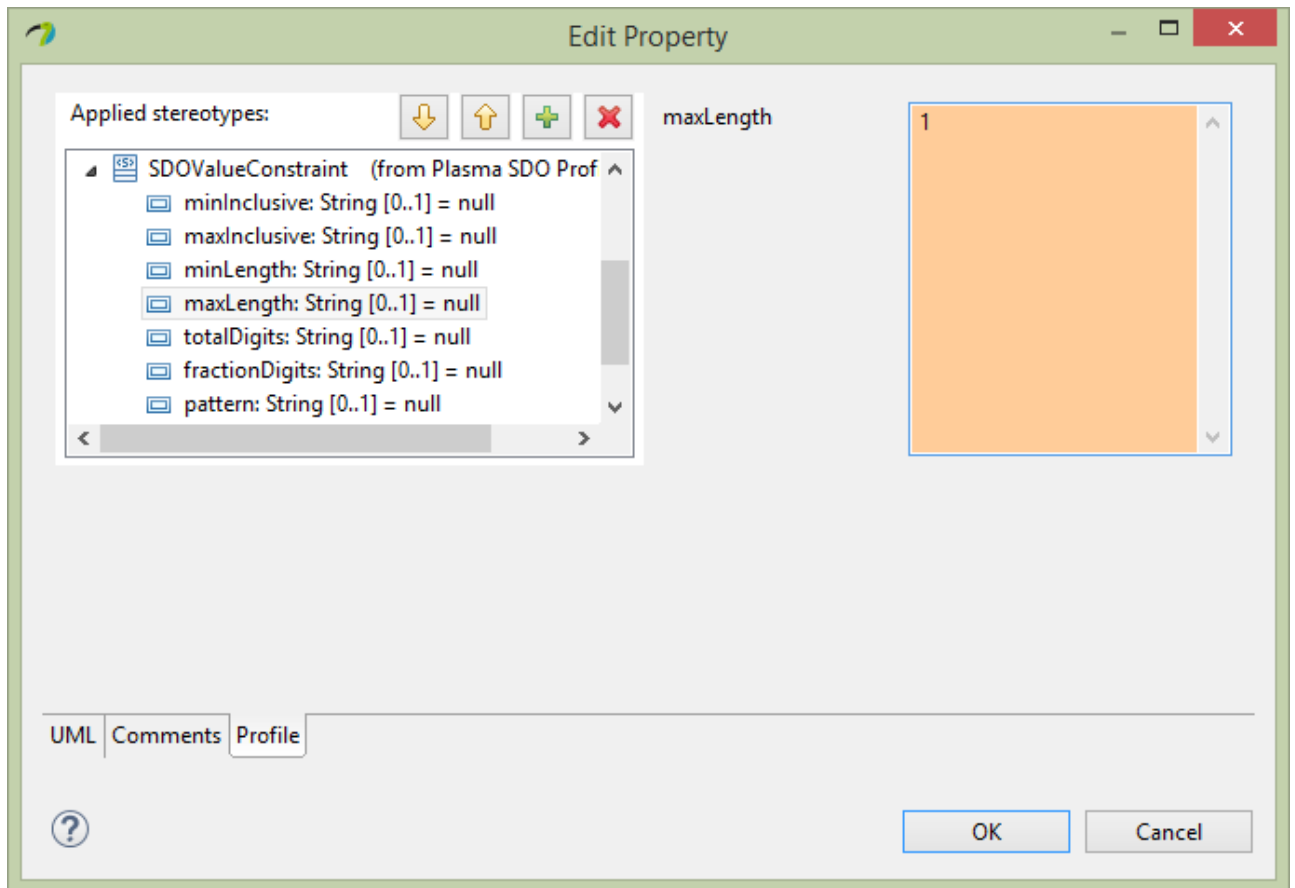 Edit Property
Applied stereotypes:
<S>
SDOValueConstraint (from Plasma SDO Prof
minInclusive: String [0..1] = null
maxInclusive: String [0..1] = null
minLength: String [0..1] = null
maxLength: String [0..1] = null
totalDigits: String [0..1] = null
fractionDigits: String [0..1] = null
pattern: String [0..1] = null
maxLength
1
UML Comments Profile
?
OK Cancel